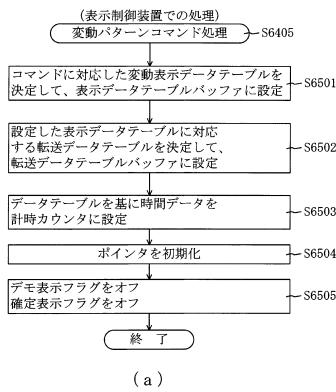 (表示制御装置での処理)
変動パターンコマンド処理
S6405
コマンドに対応した変動表示データテーブルを
決定して、表示データテーブルバッファに設定
S6501
設定した表示データテーブルに対応
する転送データテーブルを決定して、
転送データテーブルバッファに設定
S6502
データテーブルを基に時間データを
計時カウンタに設定
S6503
ポインタを初期化
S6504
デモ表示フラグをオフ
確定表示フラグをオフ
S6505
終 了
(a)